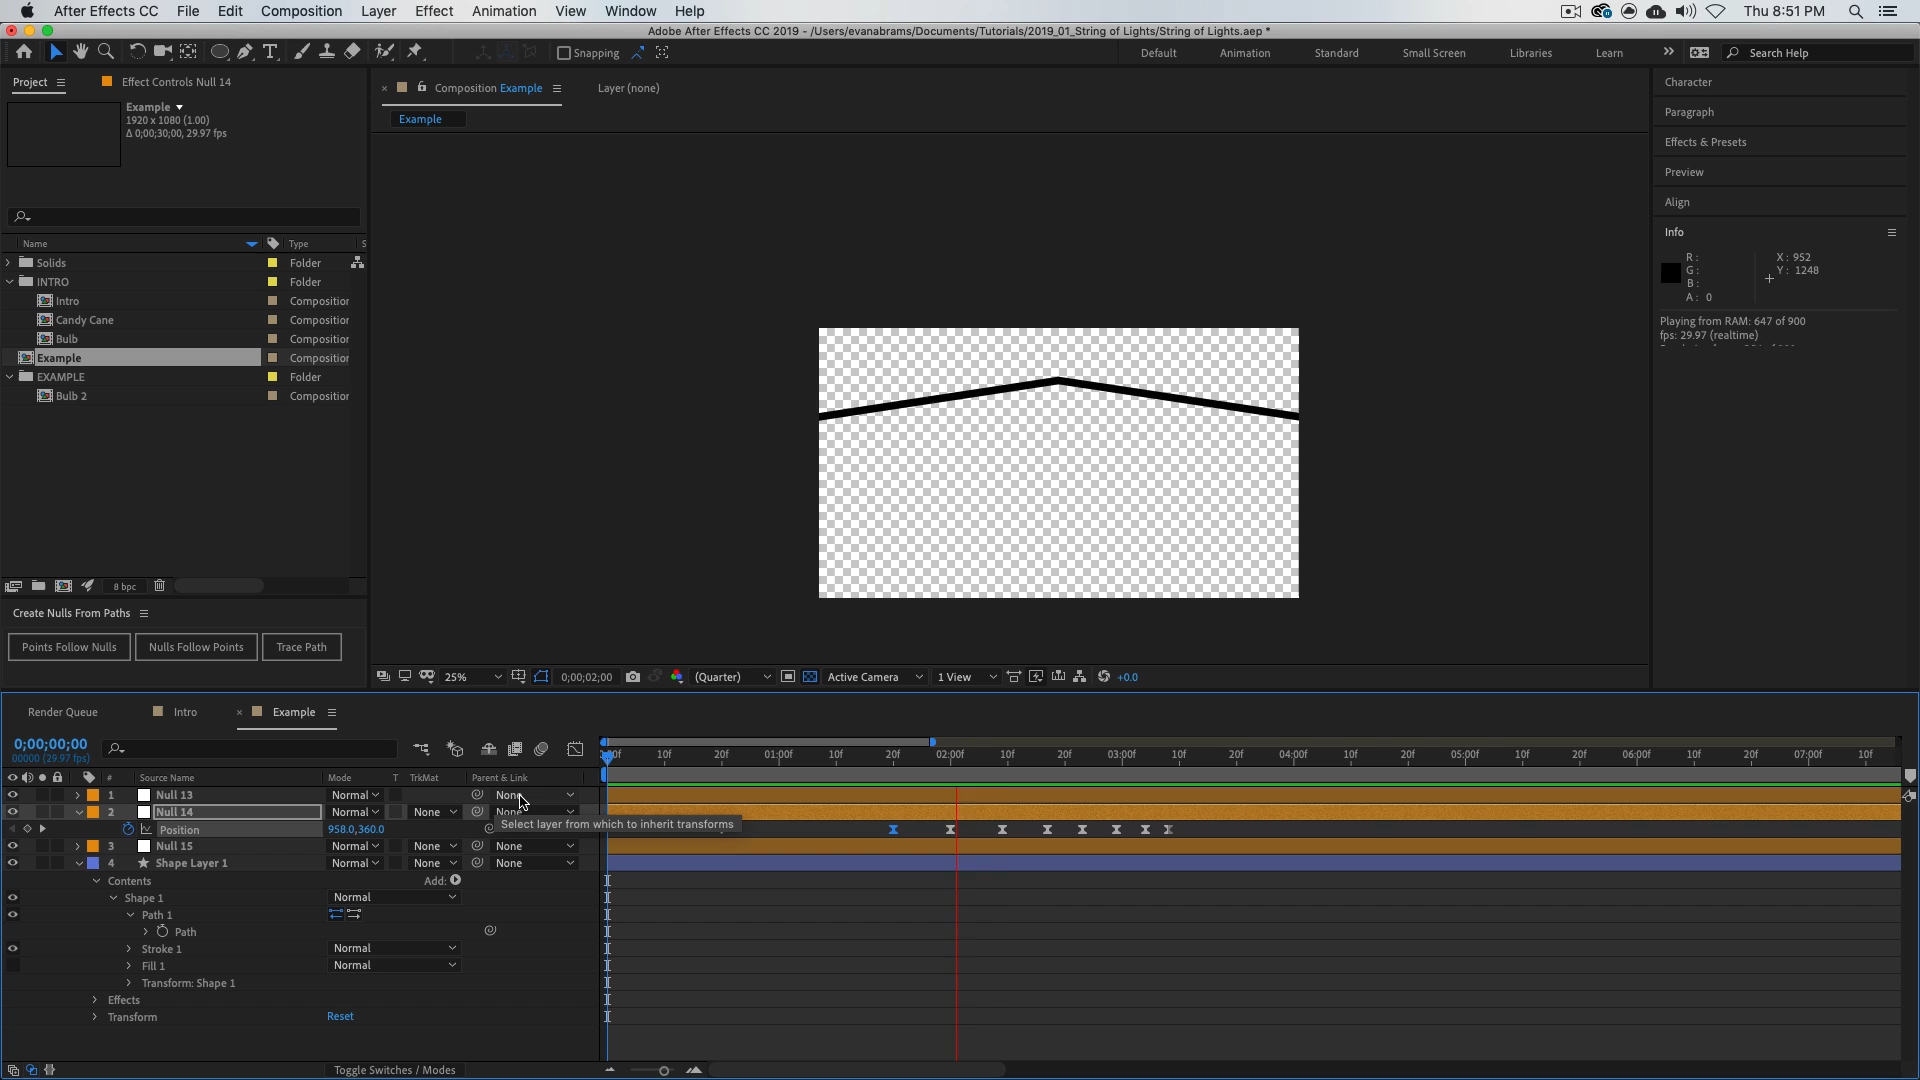 After Effects CC File Edit Composition Layer Effect Animation View Window Help Thu 8:51 PM
Adobe After Effects CC 2019 - /Users/evanabrams/Documents/Tutorials/2019_01_String of Lights/String of Lights.aep *
Snapping Default Animation Standard Small Screen Libraries Learn Search Help
Project Effect Controls Null 14
Composition Example Layer (none)
Example
1920 x 1080 (1.00)
Δ 0;00;30;00, 29.97 fps
Example
Character
Paragraph
Effects & Presets
Preview
Align
Info
R:
G:
B:
A: 0
X: 952
Y: 1248
Playing from RAM: 647 of 900
fps: 29.97 (realtime)
Name Type S
Solids Folder
INTRO Folder
Intro Composition
Candy Cane Composition
Bulb Composition
Example Composition
EXAMPLE Folder
Bulb 2 Composition
8 bpc
Create Nulls From Paths
Points Follow Nulls Nulls Follow Points Trace Path
25% 0;00;02;00 (Quarter) Active Camera 1 View +0.0
Render Queue Intro Example
0;00;00;00
00000 (29.97 fps)
:00f 10f 20f 01:00f 10f 20f 02:00f 10f 20f 03:00f 10f 20f 04:00f 10f 20f 05:00f 10f 20f 06:00f 10f 20f 07:00f 10f
# Source Name Mode T TrkMat Parent & Link
1 Null 13 Normal None
2 Null 14 Normal None None
Position 958.0,360.0
Select layer from which to inherit transforms
3 Null 15 Normal None None
4 Shape Layer 1 Normal None None
Contents Add:
Shape 1 Normal
Path 1
Path
Stroke 1 Normal
Fill 1 Normal
Transform: Shape 1
Effects
Transform Reset
Toggle Switches / Modes